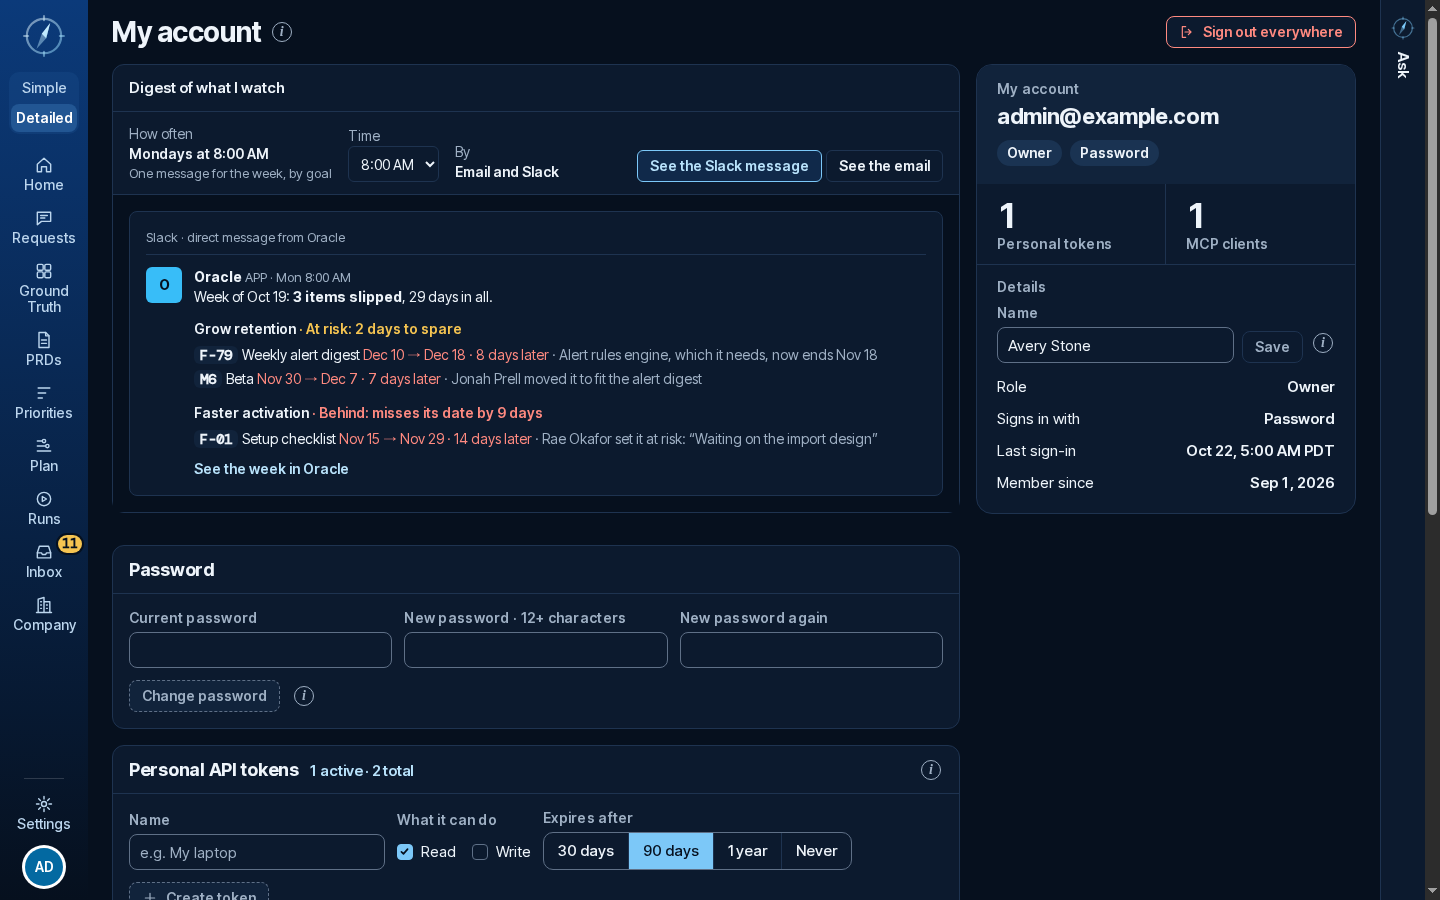 Simple
Detailed
Home
Requests
Ground
Truth
PRDs
Priorities
Plan
Runs
11
Inbox
Company
Settings
AD
My account
i
Sign out everywhere
Digest of what I watch
How often
Mondays at 8:00 AM
One message for the week, by goal
Time
8:00 AM
By
Email and Slack
See the Slack message
See the email
Slack · direct message from Oracle
O
Oracle APP · Mon 8:00 AM
Week of Oct 19: 3 items slipped, 29 days in all.
Grow retention · At risk: 2 days to spare
F-79 Weekly alert digest Dec 10 → Dec 18 · 8 days later · Alert rules engine, which it needs, now ends Nov 18
M6 Beta Nov 30 → Dec 7 · 7 days later · Jonah Prell moved it to fit the alert digest
Faster activation · Behind: misses its date by 9 days
F-01 Setup checklist Nov 15 → Nov 29 · 14 days later · Rae Okafor set it at risk: “Waiting on the import design”
See the week in Oracle
Password
Current password
New password · 12+ characters
New password again
Change password
i
Personal API tokens 1 active · 2 total
i
Name
e.g. My laptop
What it can do
Read
Write
Expires after
30 days
90 days
1 year
Never
Create token
My account
admin@example.com
Owner
Password
1
Personal tokens
1
MCP clients
Details
Name
Avery Stone
Save
i
Role Owner
Signs in with Password
Last sign-in Oct 22, 5:00 AM PDT
Member since Sep 1, 2026
Ask